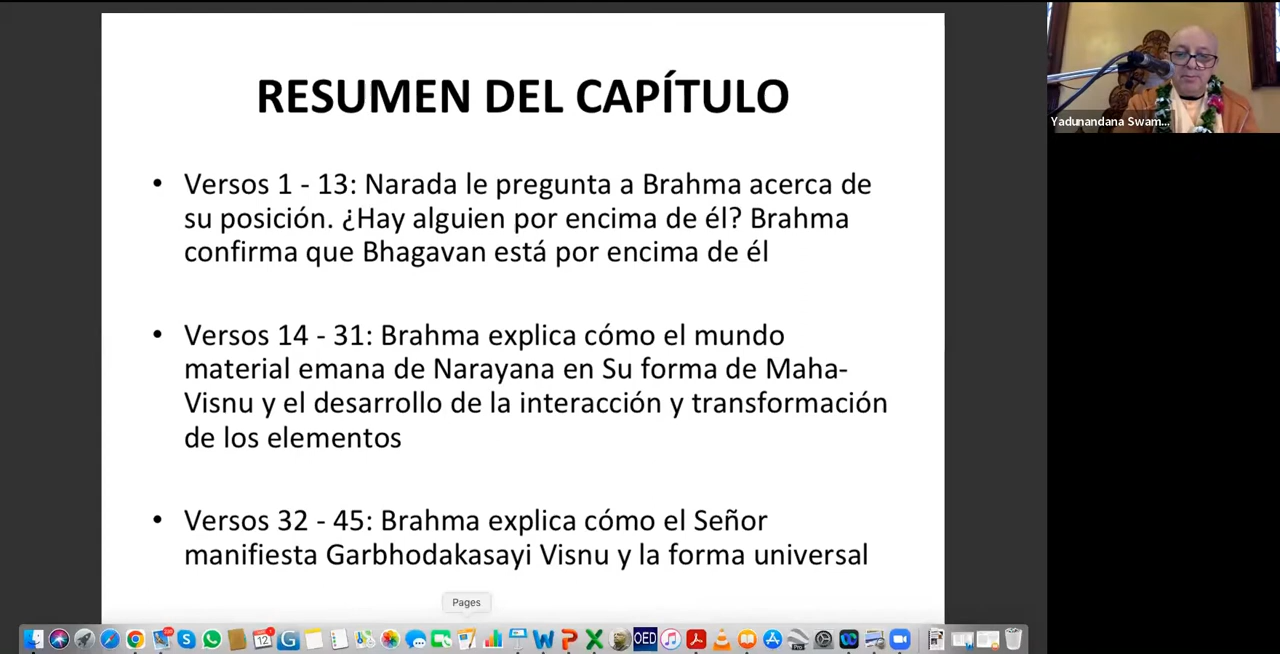 RESUMEN DEL CAPÍTULO
• Versos 1 - 13: Narada le pregunta a Brahma acerca de
su posición. ¿Hay alguien por encima de él? Brahma
confirma que Bhagavan está por encima de él
• Versos 14 - 31: Brahma explica cómo el mundo
material emana de Narayana en Su forma de Maha-
Visnu y el desarrollo de la interacción y transformación
de los elementos
• Versos 32 - 45: Brahma explica cómo el Señor
manifiesta Garbhodakasayi Visnu y la forma universal
Yadunandana Swam...
Pages
12
OED